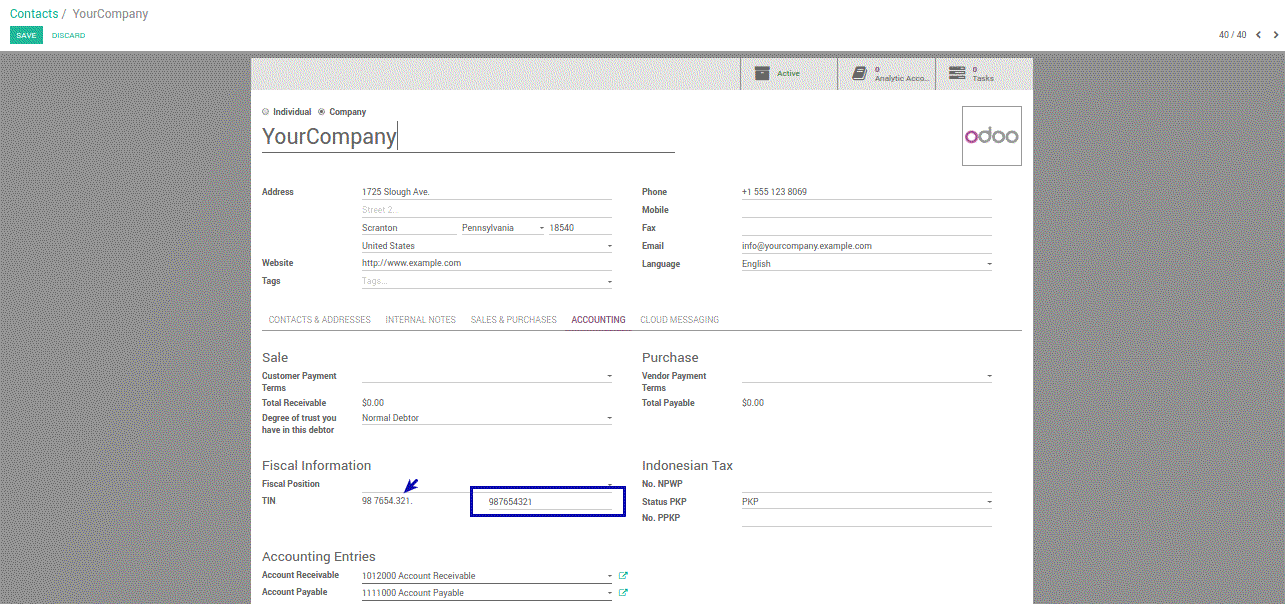 Contacts / YourCompany
SAVE DISCARD 40 / 40
Active
0
Analytic Acco...
0
Tasks
Individual Company
YourCompany
odoo
Address 1725 Slough Ave. Phone +1 555 123 8069
Street 2... Mobile
Scranton Pennsylvania 18540 Fax
United States Email info@yourcompany.example.com
Website http://www.example.com Language English
Tags Tags...
CONTACTS & ADDRESSES INTERNAL NOTES SALES & PURCHASES ACCOUNTING CLOUD MESSAGING
Sale Purchase
Customer Payment Terms Vendor Payment Terms
Total Receivable $0.00 Total Payable $0.00
Degree of trust you have in this debtor Normal Debtor
Fiscal Information Indonesian Tax
Fiscal Position No. NPWP
TIN 98 7654.321. 987654321 Status PKP PKP
No. PPKP
Accounting Entries
Account Receivable 1012000 Account Receivable
Account Payable 1111000 Account Payable